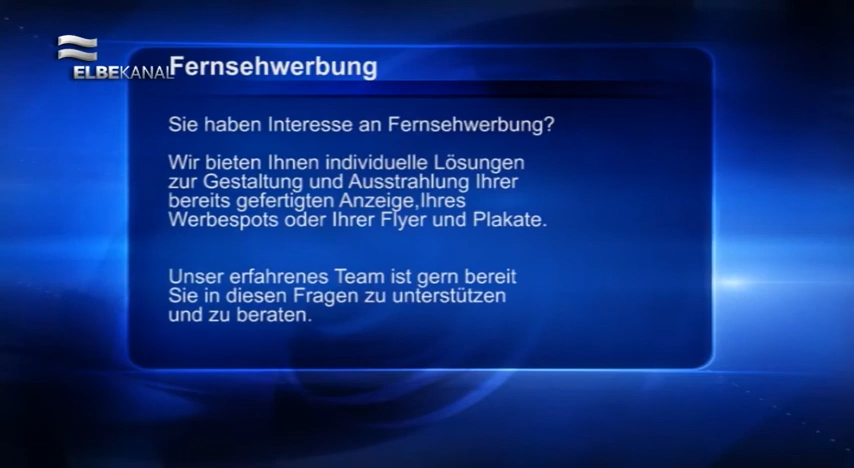 ELBEKANAL
Fernsehwerbung
Sie haben Interesse an Fernsehwerbung?
Wir bieten Ihnen individuelle Lösungen
zur Gestaltung und Ausstrahlung Ihrer
bereits gefertigten Anzeige,Ihres
Werbespots oder Ihrer Flyer und Plakate.
Unser erfahrenes Team ist gern bereit
Sie in diesen Fragen zu unterstützen
und zu beraten.